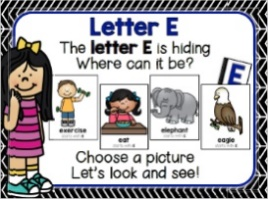 Letter E
The letter E is hiding
Where can it be?
E
exercise
eat
elephant
eagle
Choose a picture
Let's look and see!